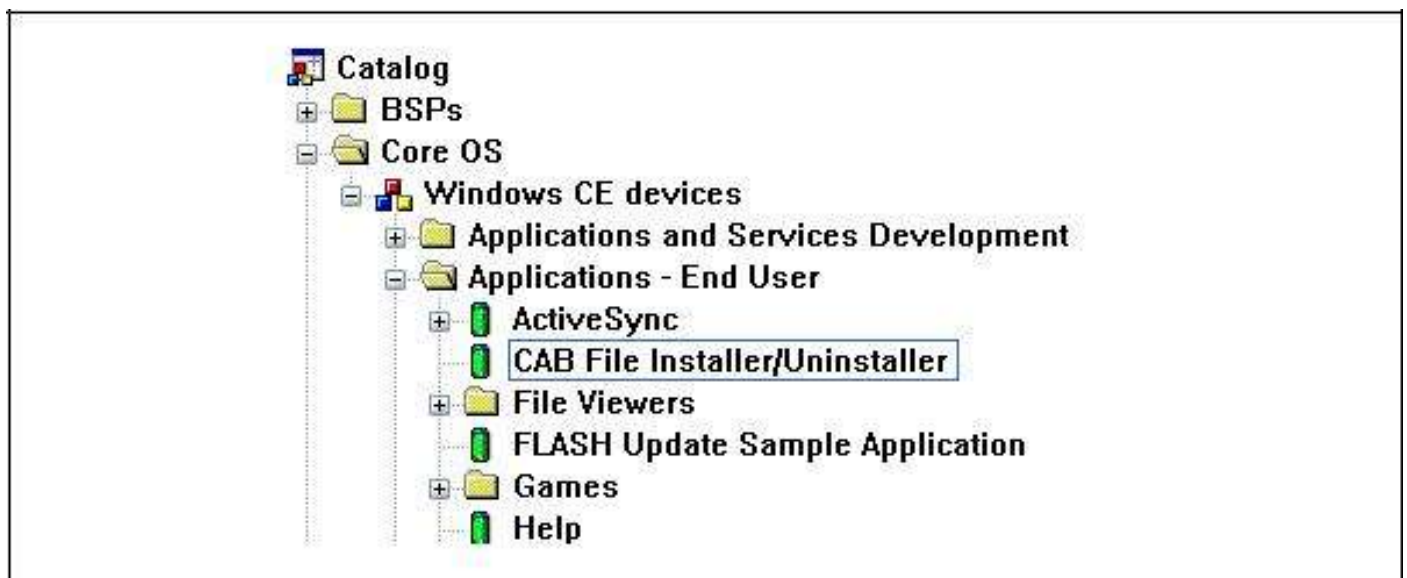 Catalog
BSPs
Core OS
Windows CE devices
Applications and Services Development
Applications - End User
ActiveSync
CAB File Installer/Uninstaller
File Viewers
FLASH Update Sample Application
Games
Help